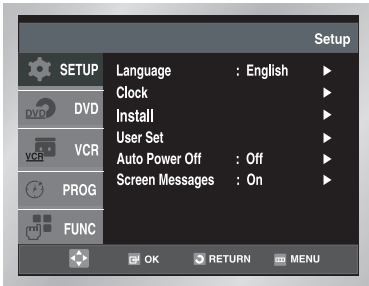 Setup
SETUP
DVD
DVD
VCR
VCR
PROG
FUNC
Language : English ►
Clock ►
Install ►
User Set ►
Auto Power Off : Off ►
Screen Messages : On ►
OK RETURN MENU